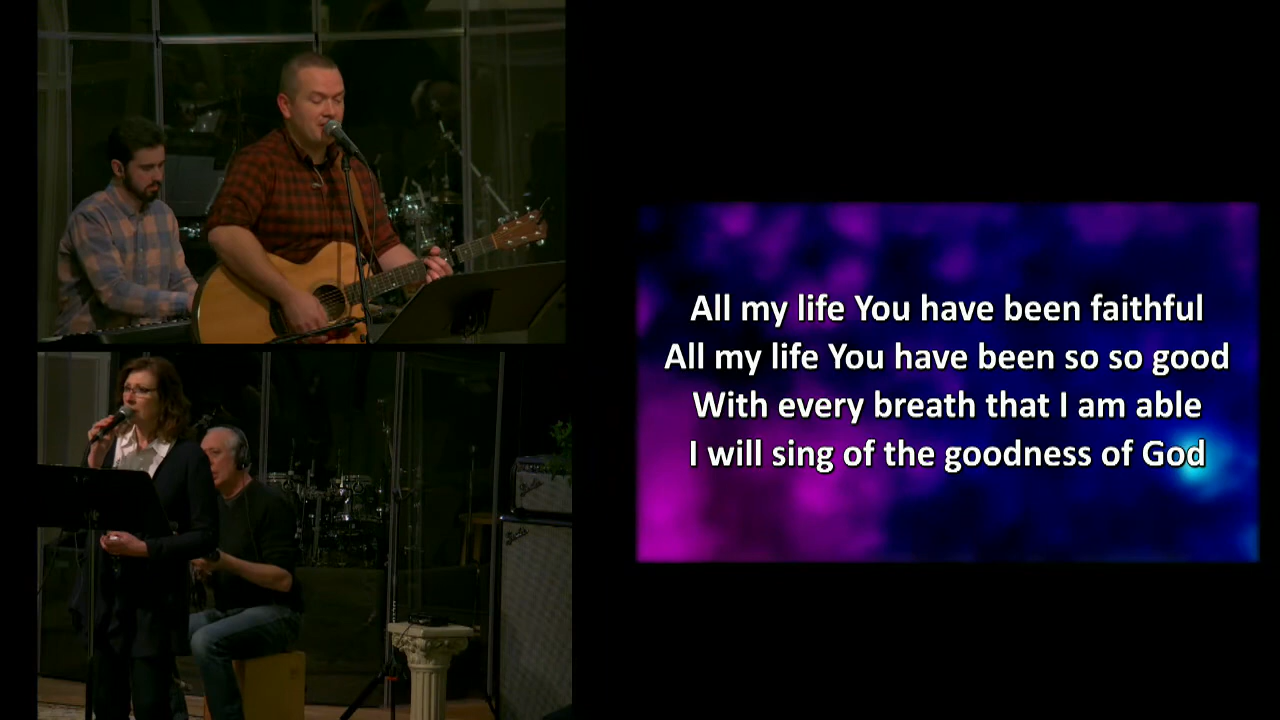 All my life You have been faithful
All my life You have been so so good
With every breath that I am able
I will sing of the goodness of God